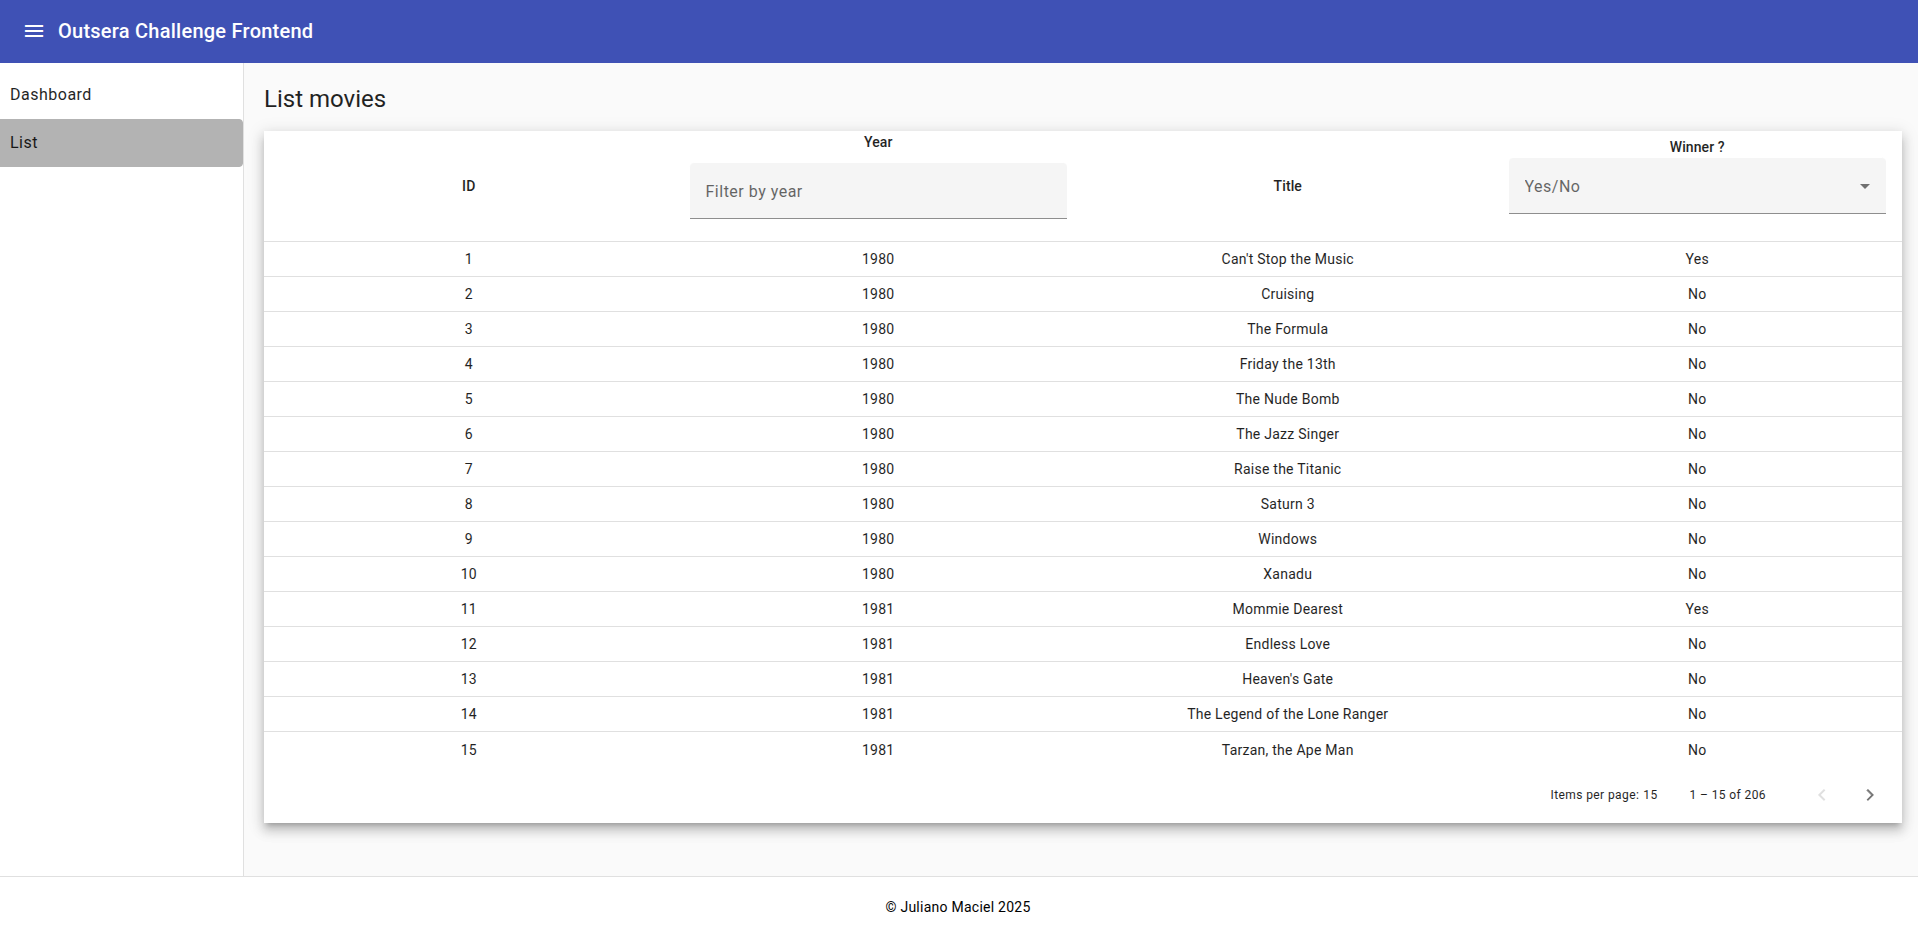 Outsera Challenge Frontend
Dashboard
List
List movies
ID Year Title Winner ?
Filter by year Yes/No
1 1980 Can't Stop the Music Yes
2 1980 Cruising No
3 1980 The Formula No
4 1980 Friday the 13th No
5 1980 The Nude Bomb No
6 1980 The Jazz Singer No
7 1980 Raise the Titanic No
8 1980 Saturn 3 No
9 1980 Windows No
10 1980 Xanadu No
11 1981 Mommie Dearest Yes
12 1981 Endless Love No
13 1981 Heaven's Gate No
14 1981 The Legend of the Lone Ranger No
15 1981 Tarzan, the Ape Man No
Items per page: 15 1 – 15 of 206
© Juliano Maciel 2025